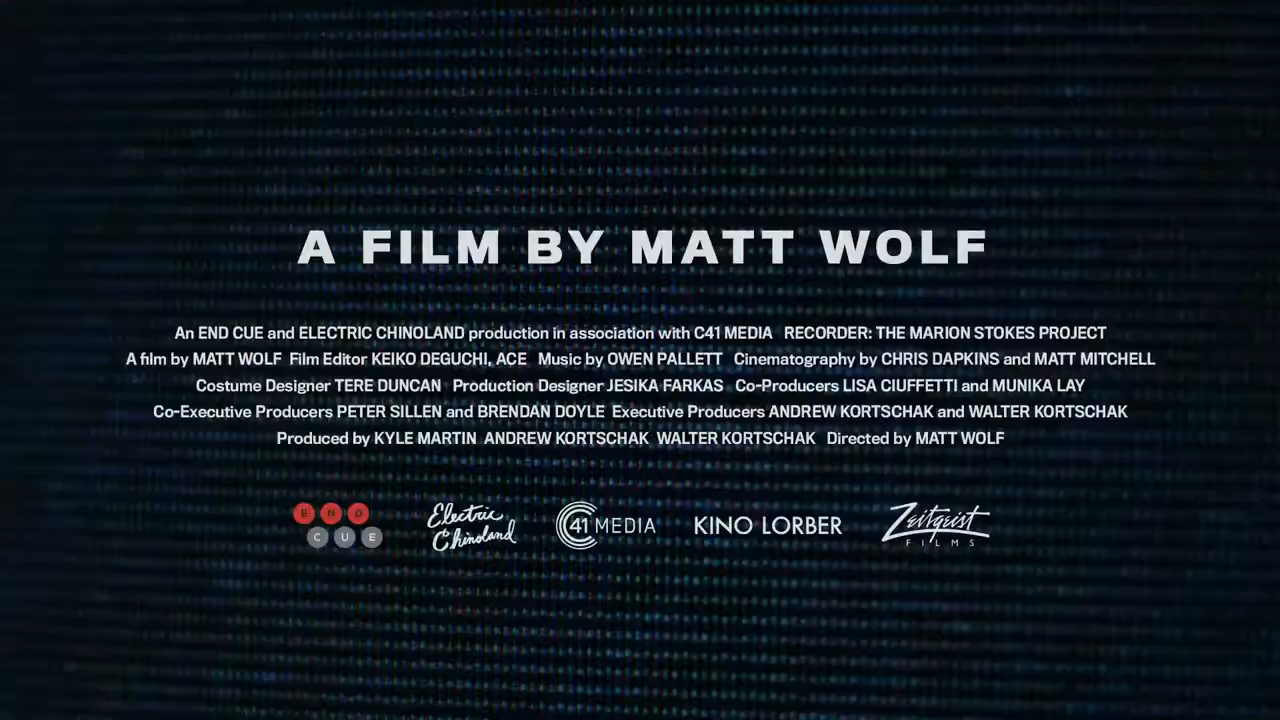 A FILM BY MATT WOLF
An END CUE and ELECTRIC CHINOLAND production in association with C41 MEDIA RECORDER: THE MARION STOKES PROJECT
A film by MATT WOLF Film Editor KEIKO DEGUCHI, ACE Music by OWEN PALLETT Cinematography by CHRIS DAPKINS and MATT MITCHELL
Costume Designer TERE DUNCAN Production Designer JESIKA FARKAS Co-Producers LISA CIUFFETTI and MUNIKA LAY
Co-Executive Producers PETER SILLEN and BRENDAN DOYLE Executive Producers ANDREW KORTSCHAK and WALTER KORTSCHAK
Produced by KYLE MARTIN ANDREW KORTSCHAK WALTER KORTSCHAK Directed by MATT WOLF
END
CUE
Electric
Chinoland
C41 MEDIA
KINO LORBER
Zeitgeist
FILMS